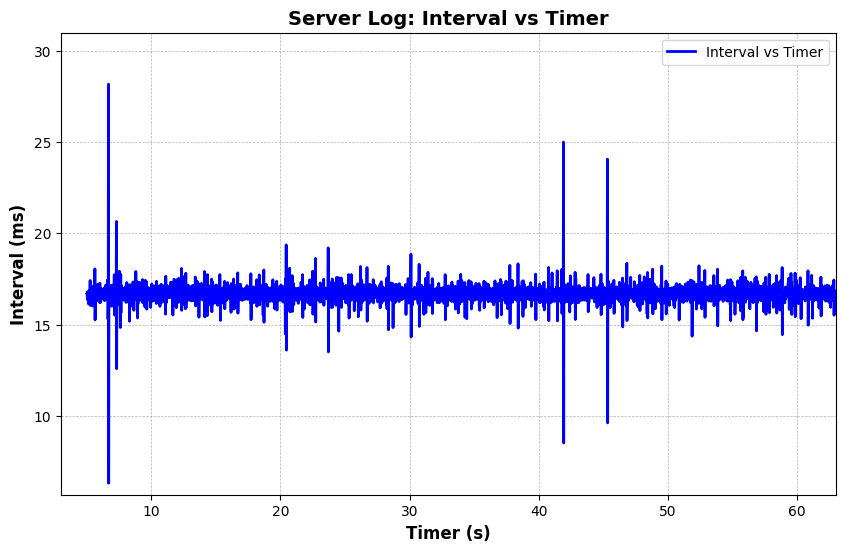 Server Log: Interval vs Timer
Interval vs Timer
30
25
20
15
10
Interval (ms)
10 20 30 40 50 60
Timer (s)